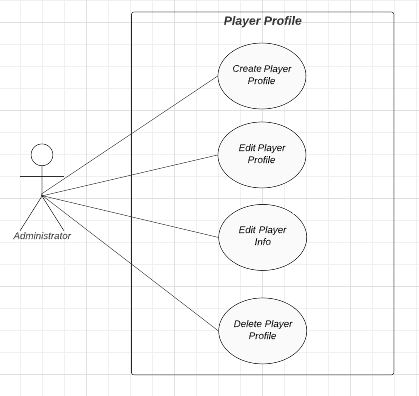 Player Profile
Create Player
Profile
Edit Player
Profile
Administrator
Edit Player
Info
Delete Player
Profile